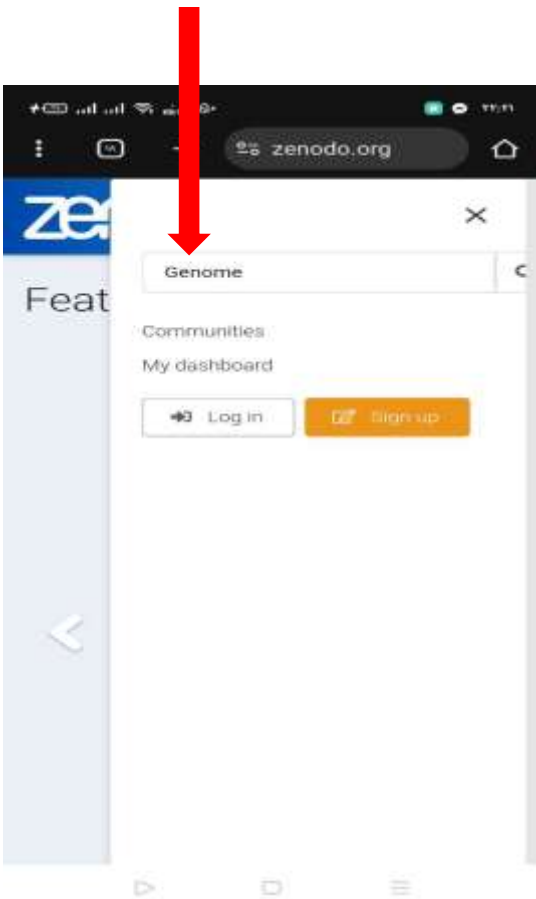 zenodo.org
Genome
Feat
Communities
My dashboard
Log in
Sign up